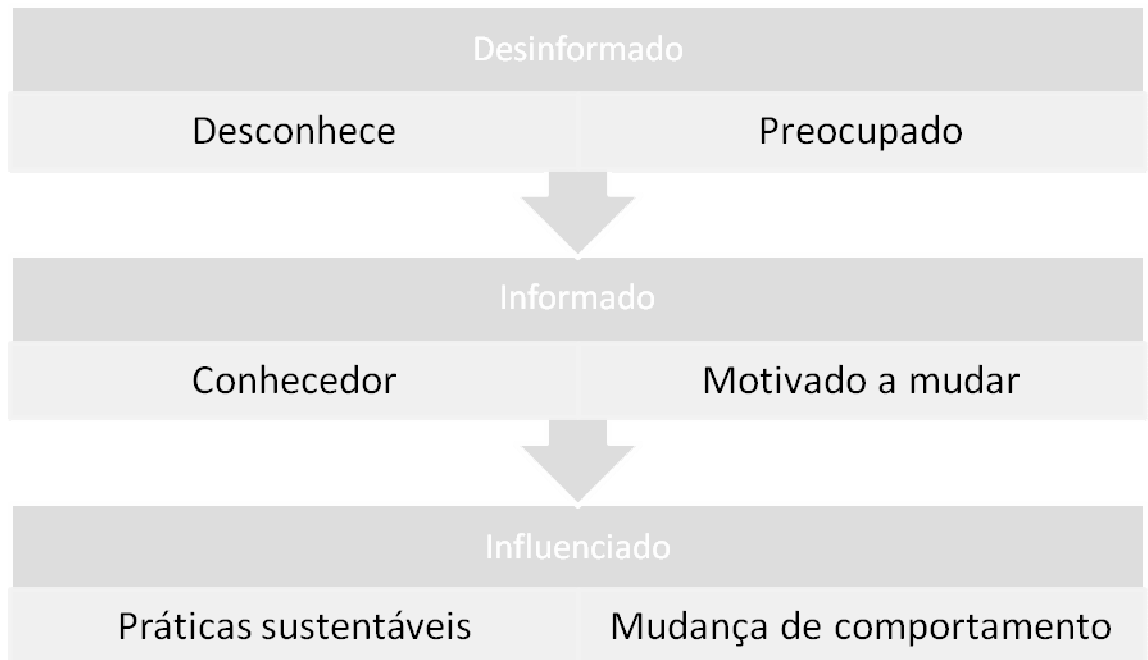 Desinformado
Desconhece Preocupado
Informado
Conhecedor Motivado a mudar
Influenciado
Práticas sustentáveis Mudança de comportamento